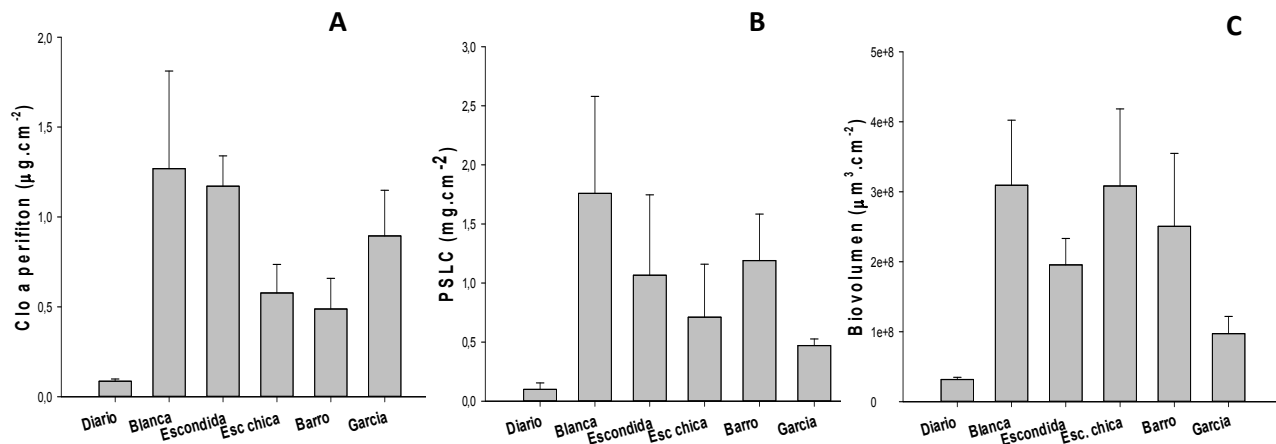 A
Clo a perifiton (µg.cm⁻²)
2,0
1,5
1,0
0,5
0,0
Diario
Blanca
Escondida
Esc chica
Barro
Garcia
B
PSLC (mg.cm⁻²)
3,0
2,5
2,0
1,5
1,0
0,5
0,0
Diario
Blanca
Escondida
Esc chica
Barro
Garcia
C
Biovolumen (µm³.cm⁻²)
5e+8
4e+8
3e+8
2e+8
1e+8
0
Diario
Blanca
Escondida
Esc. chica
Barro
Garcia